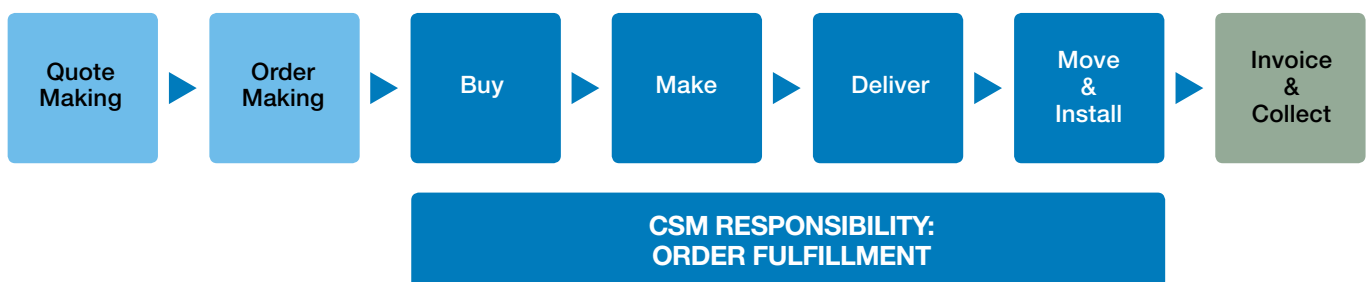 Quote
Making
Order
Making
Buy
Make
Deliver
Move
&
Install
Invoice
&
Collect
CSM RESPONSIBILITY:
ORDER FULFILLMENT